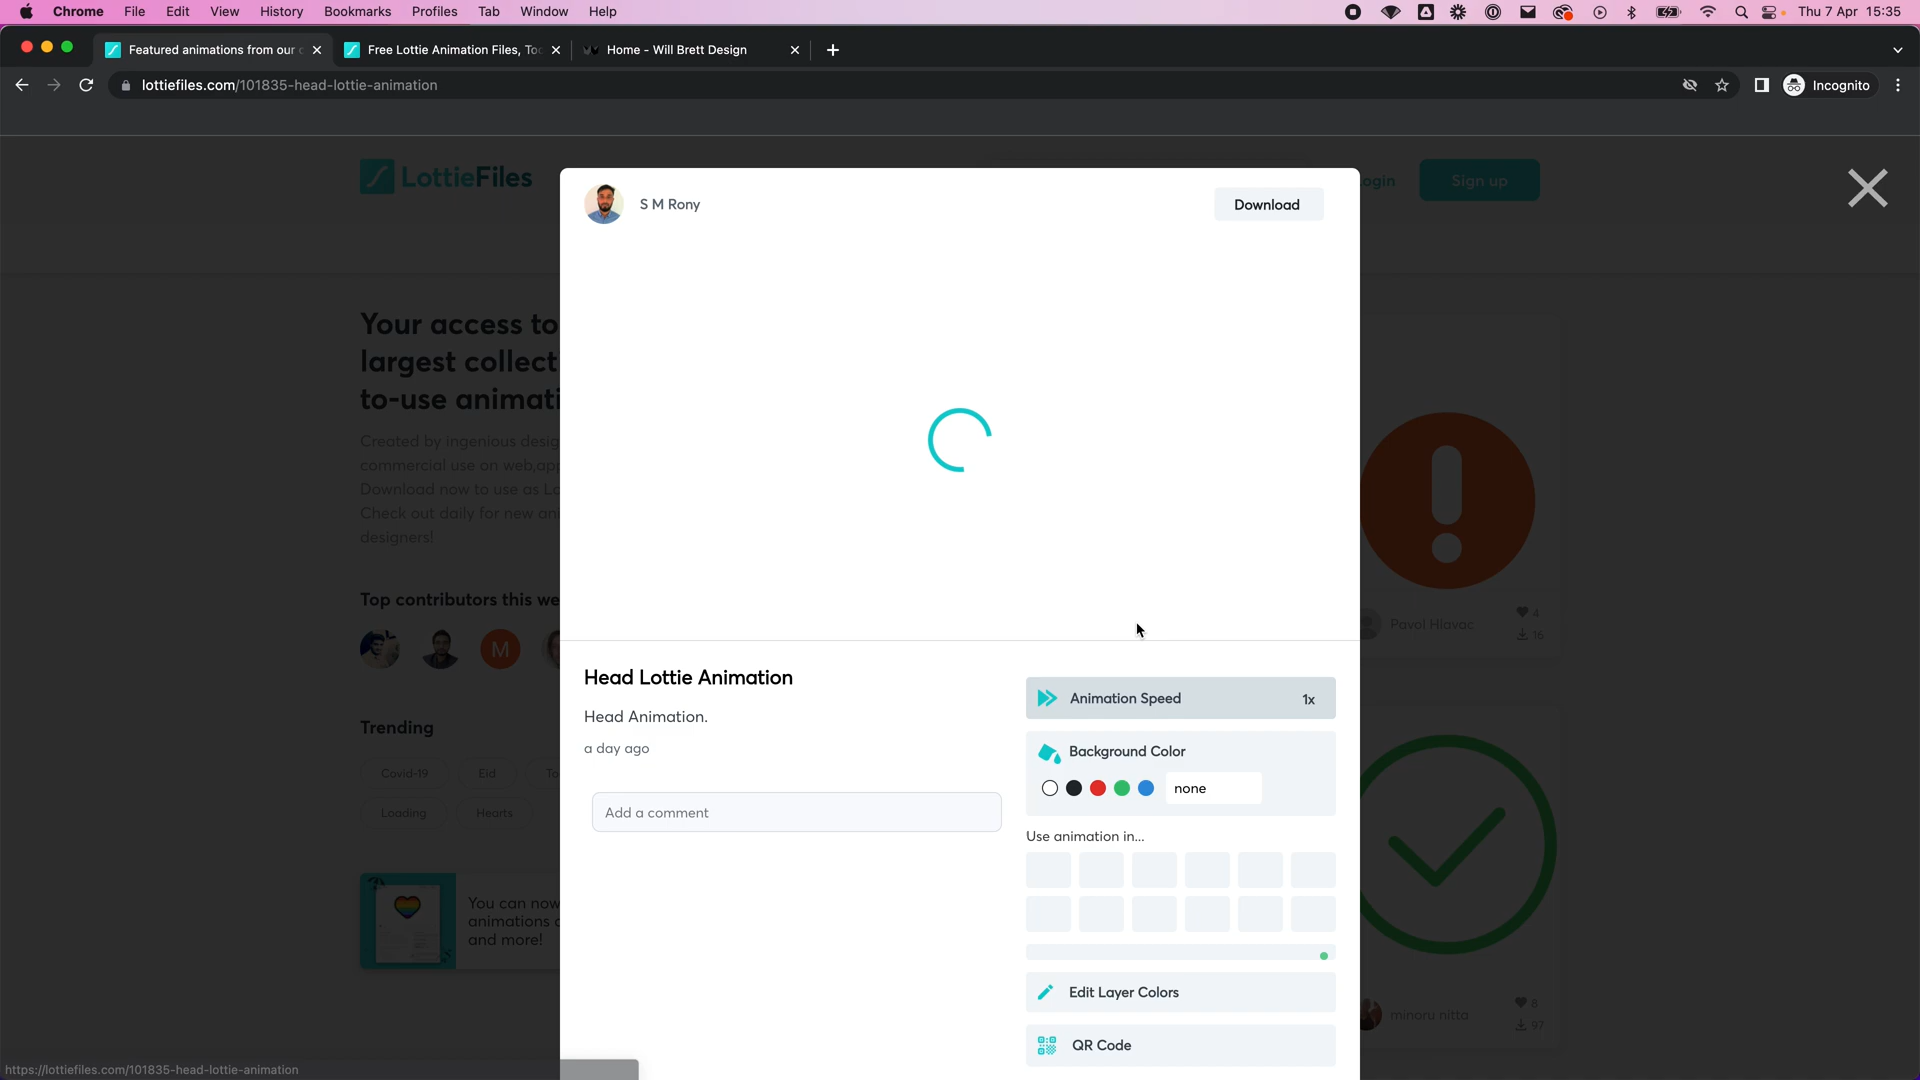 Chrome File Edit View History Bookmarks Profiles Tab Window Help Thu 7 Apr 15:35
Featured animations from our c Free Lottie Animation Files, Too Home - Will Brett Design
lottiefiles.com/101835-head-lottie-animation Incognito
LottieFiles
Login
Sign up
S M Rony
Download
Your access to
largest collect
to-use animati
Created by ingenious desig
commercial use on web,app
Download now to use as Lo
Check out daily for new ani
designers!
Top contributors this we
M
Pavol Hlavac
4
16
Head Lottie Animation
Head Animation.
a day ago
Add a comment
Animation Speed 1x
Background Color
none
Use animation in...
Edit Layer Colors
QR Code
Trending
Covid-19 Eid To
Loading Hearts
You can now
animations o
and more!
minoru nitta
8
97
https://lottiefiles.com/101835-head-lottie-animation